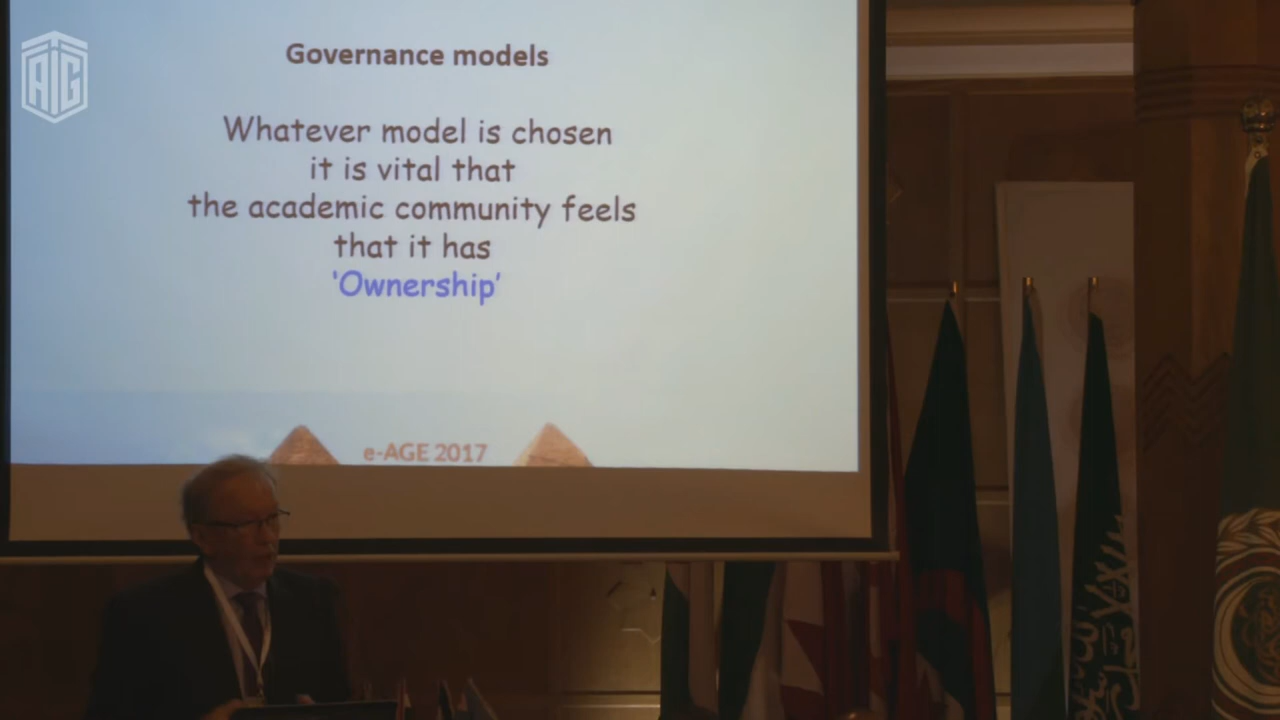 ATG
Governance models
Whatever model is chosen
it is vital that
the academic community feels
that it has
‘Ownership’
e-AGE 2017